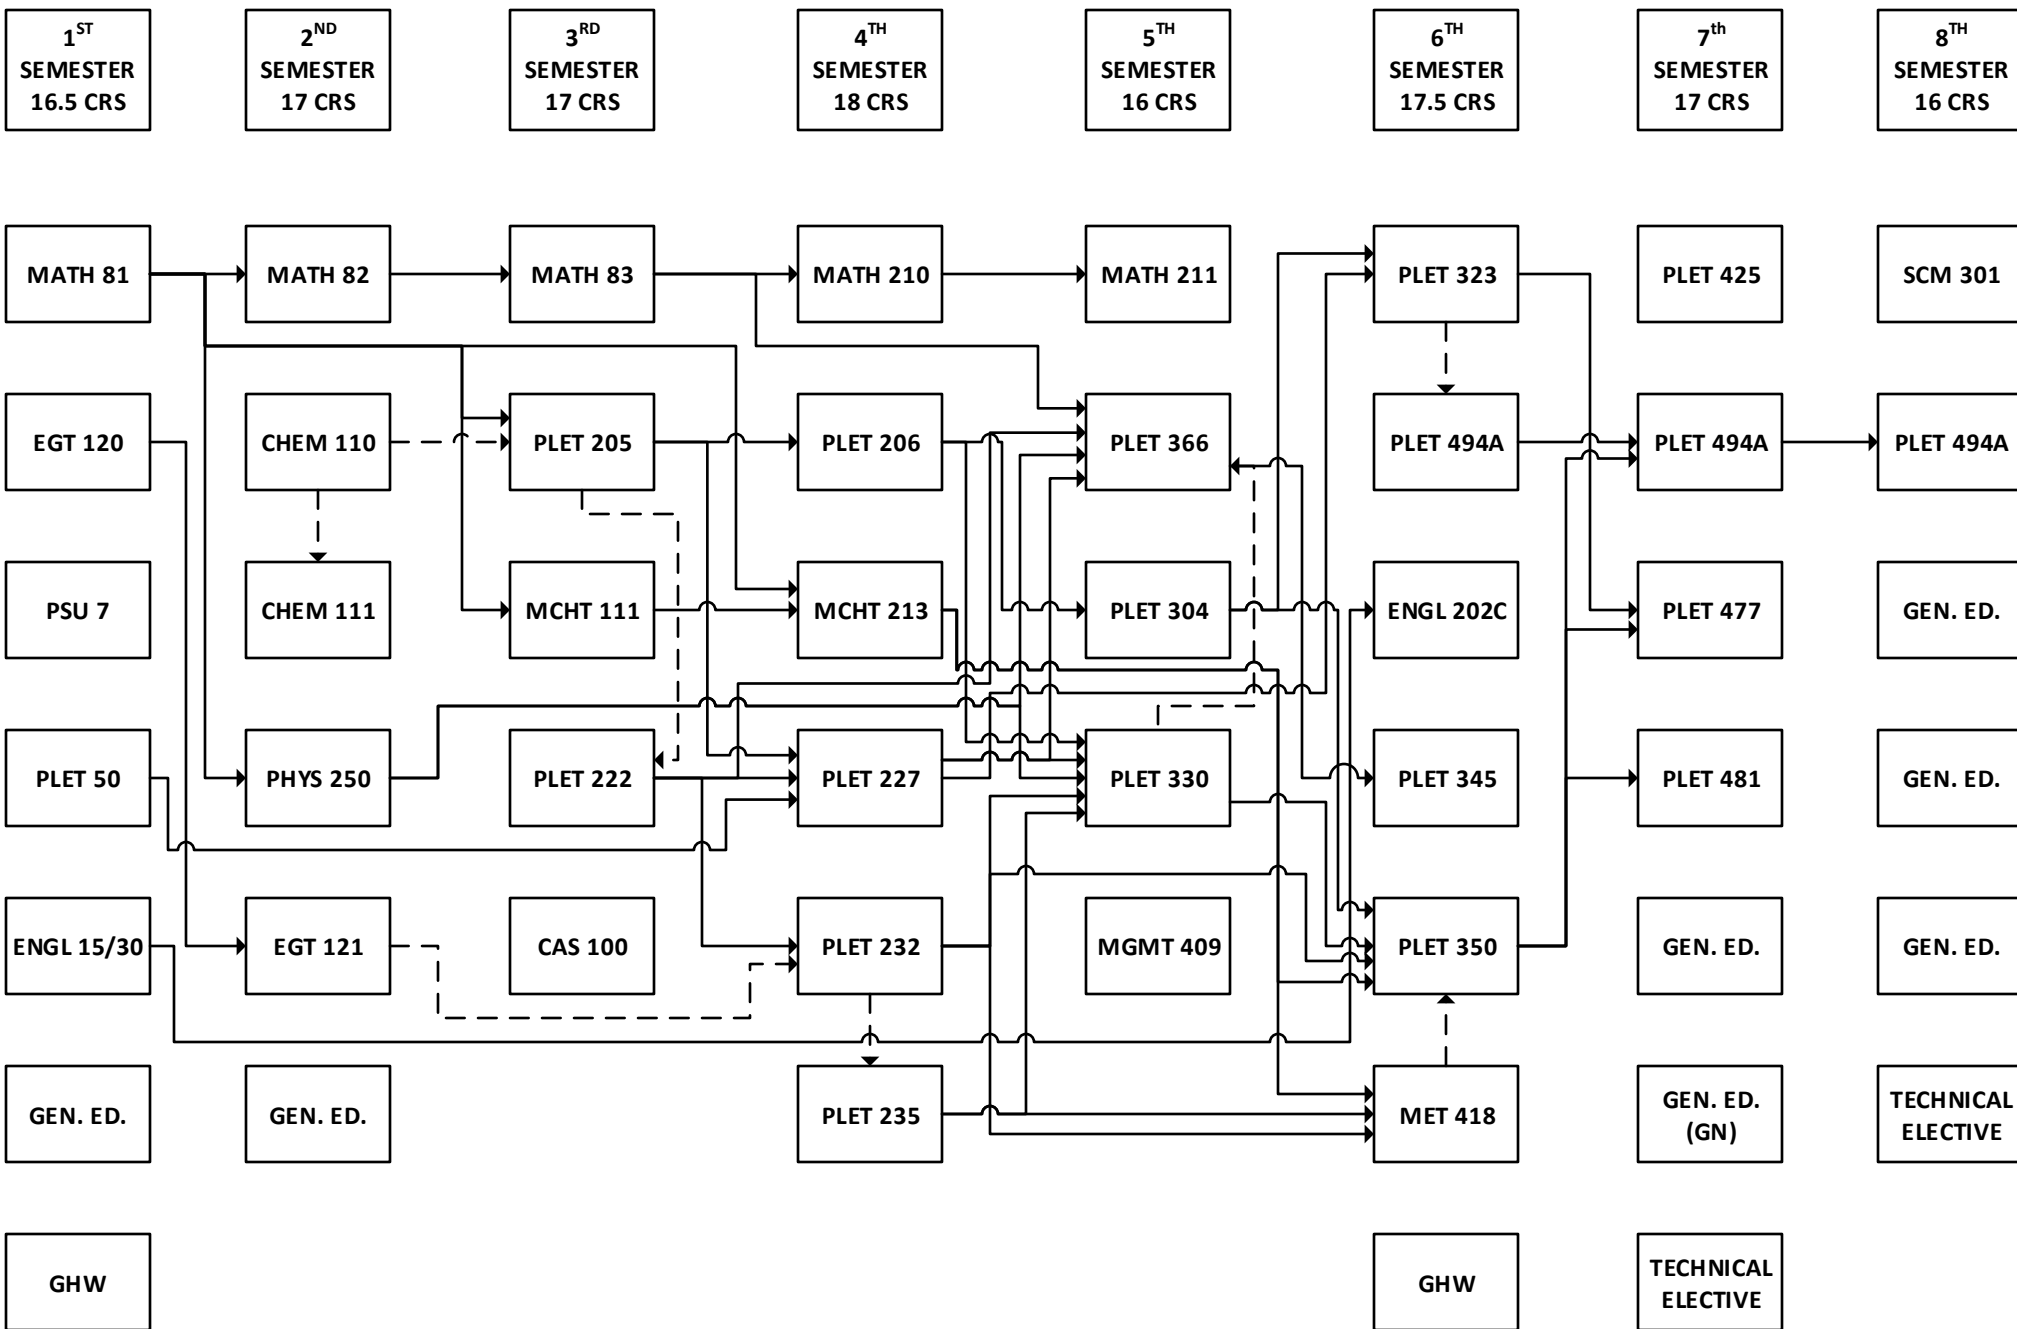 1ST SEMESTER 16.5 CRS
2ND SEMESTER 17 CRS
3RD SEMESTER 17 CRS
4TH SEMESTER 18 CRS
5TH SEMESTER 16 CRS
6TH SEMESTER 17.5 CRS
7th SEMESTER 17 CRS
8TH SEMESTER 16 CRS
MATH 81
MATH 82
MATH 83
MATH 210
MATH 211
PLET 323
PLET 425
SCM 301
EGT 120
CHEM 110
PLET 205
PLET 206
PLET 366
PLET 494A
PLET 494A
PLET 494A
PSU 7
CHEM 111
MCHT 111
MCHT 213
PLET 304
ENGL 202C
PLET 477
GEN. ED.
PLET 50
PHYS 250
PLET 222
PLET 227
PLET 330
PLET 345
PLET 481
GEN. ED.
ENGL 15/30
EGT 121
CAS 100
PLET 232
MGMT 409
PLET 350
GEN. ED.
GEN. ED.
GEN. ED.
GEN. ED.
PLET 235
MET 418
GEN. ED. (GN)
TECHNICAL ELECTIVE
GHW
GHW
TECHNICAL ELECTIVE